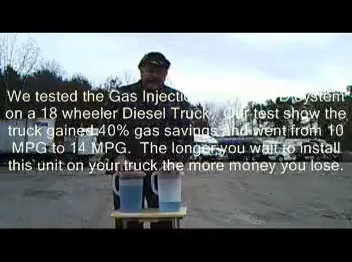 We tested the Gas Injection System
on a 18 wheeler Diesel Truck. Our test show the
truck gained 40% gas savings and went from 10
MPG to 14 MPG. The longer you wait to install
this unit on your truck the more money you lose.